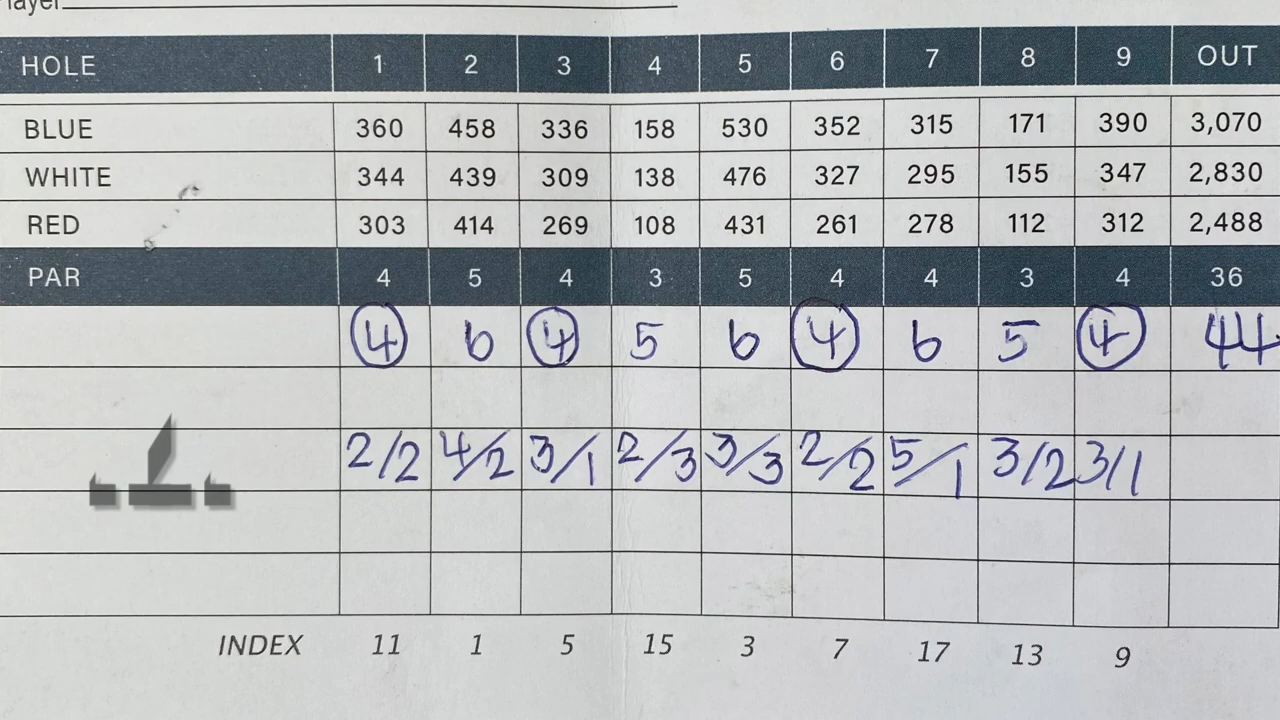 HOLE 1 2 3 4 5 6 7 8 9 OUT
BLUE 360 458 336 158 530 352 315 171 390 3,070
WHITE 344 439 309 138 476 327 295 155 347 2,830
RED 303 414 269 108 431 261 278 112 312 2,488
PAR 4 5 4 3 5 4 4 3 4 36
4 6 4 5 6 4 6 5 4 44
2/2 4/2 3/1 2/3 3/3 2/2 5/1 3/2 3/1
INDEX 11 1 5 15 3 7 17 13 9